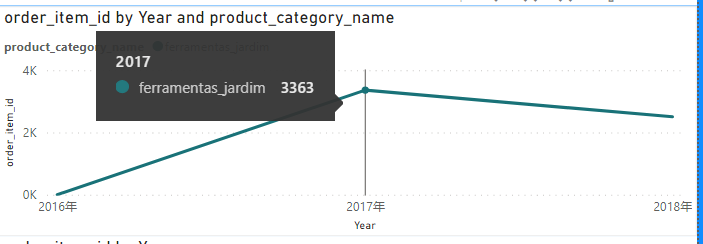 order_item_id by Year and product_category_name
product_category_name ferramentas_jardim
2017
ferramentas_jardim 3363
4K
2K
0K
order_item_id
2016年 2017年 2018年
Year